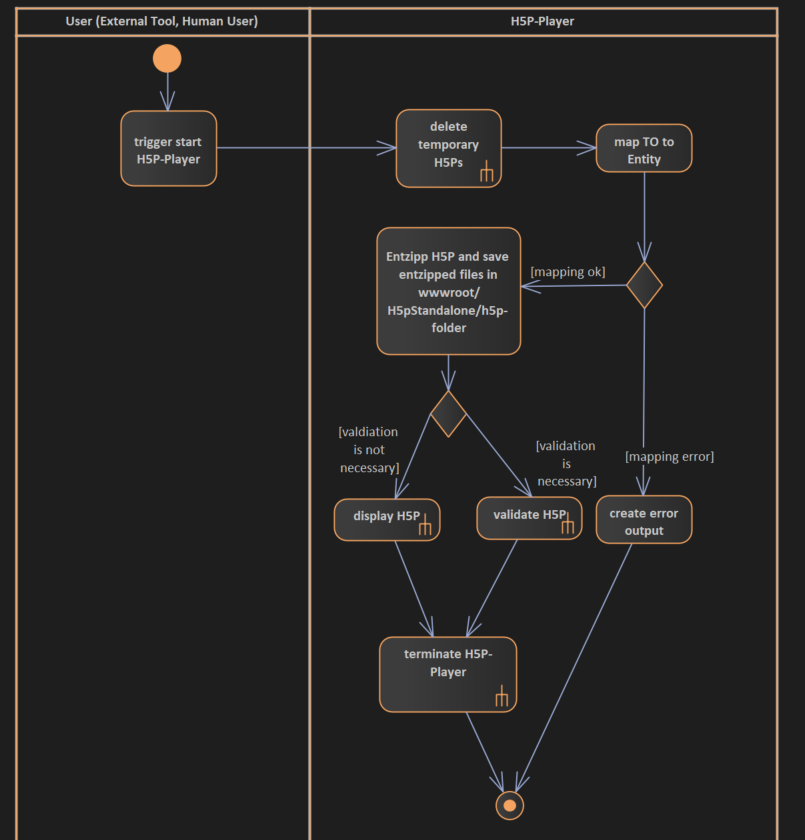 User (External Tool, Human User)
H5P-Player
trigger start
H5P-Player
delete
temporary
H5Ps
map TO to
Entity
Entzipp H5P and save
entzipped files in
wwwroot/
H5pStandalone/h5p-
folder
[mapping ok]
[valdiation
is not
necessary]
[validation
is
necessary]
[mapping error]
display H5P
validate H5P
create error
output
terminate H5P-
Player